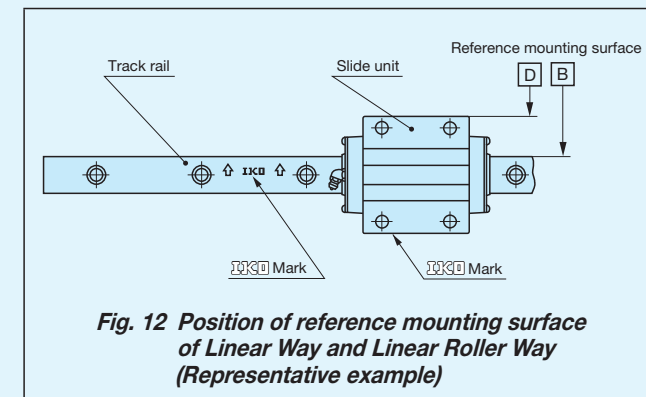 Reference mounting surface
Track rail
Slide unit
D B
IKO
IKO Mark
IKO Mark
Fig. 12 Position of reference mounting surface
of Linear Way and Linear Roller Way
(Representative example)